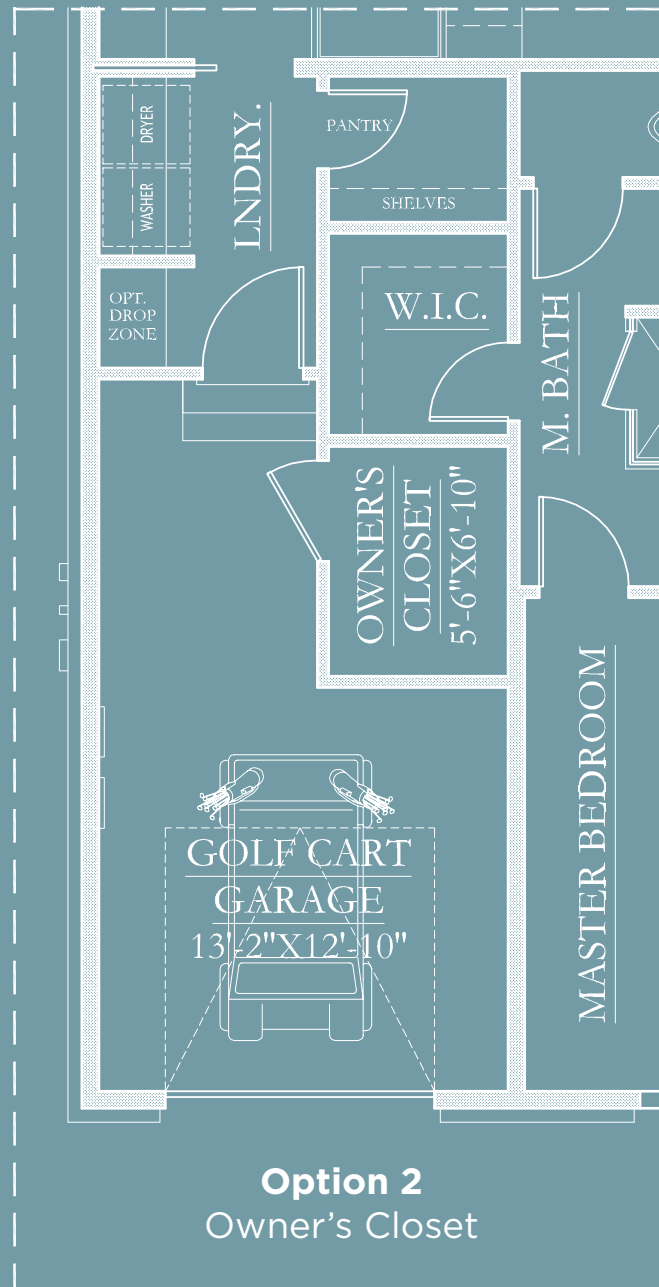 DRYER
WASHER
LNDRY.
PANTRY
SHELVES
OPT.
DROP
ZONE
W.I.C.
M. BATH
OWNER'S
CLOSET
5'-6"X6'-10"
MASTER BEDROOM
GOLF CART
GARAGE
13'-2"X12'-10"
Option 2
Owner's Closet